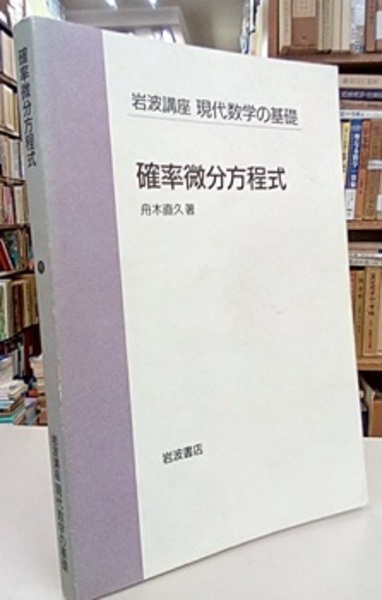 岩波講座 現代数学の基礎
確率微分方程式
舟木直久著
岩波書店
確率微分方程式
岩波講座 現代数学の基礎